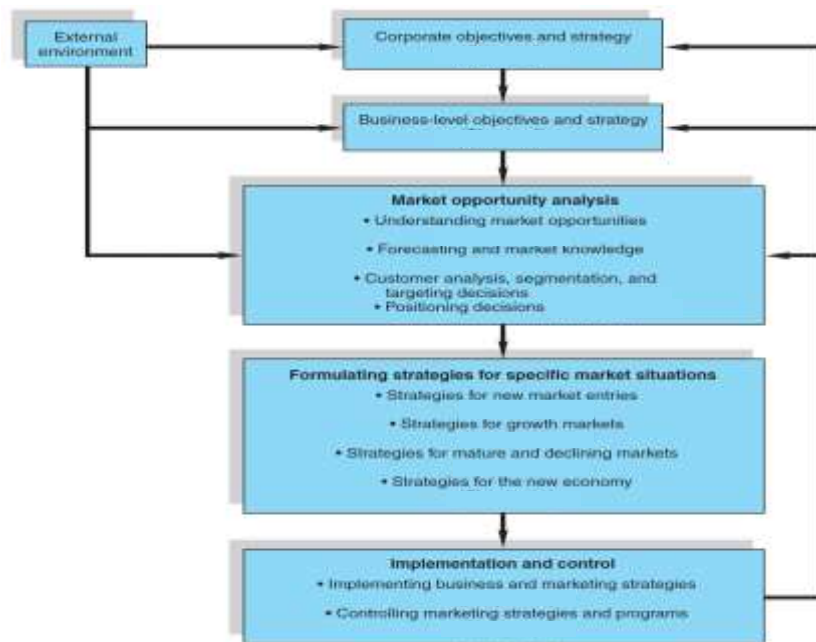 External
environment
Corporate objectives and strategy
Business-level objectives and strategy
Market opportunity analysis
• Understanding market opportunities
• Forecasting and market knowledge
• Customer analysis, segmentation, and
targeting decisions
• Positioning decisions
Formulating strategies for specific market situations
• Strategies for new market entries
• Strategies for growth markets
• Strategies for mature and declining markets
• Strategies for the new economy
Implementation and control
• Implementing business and marketing strategies
• Controlling marketing strategies and programs